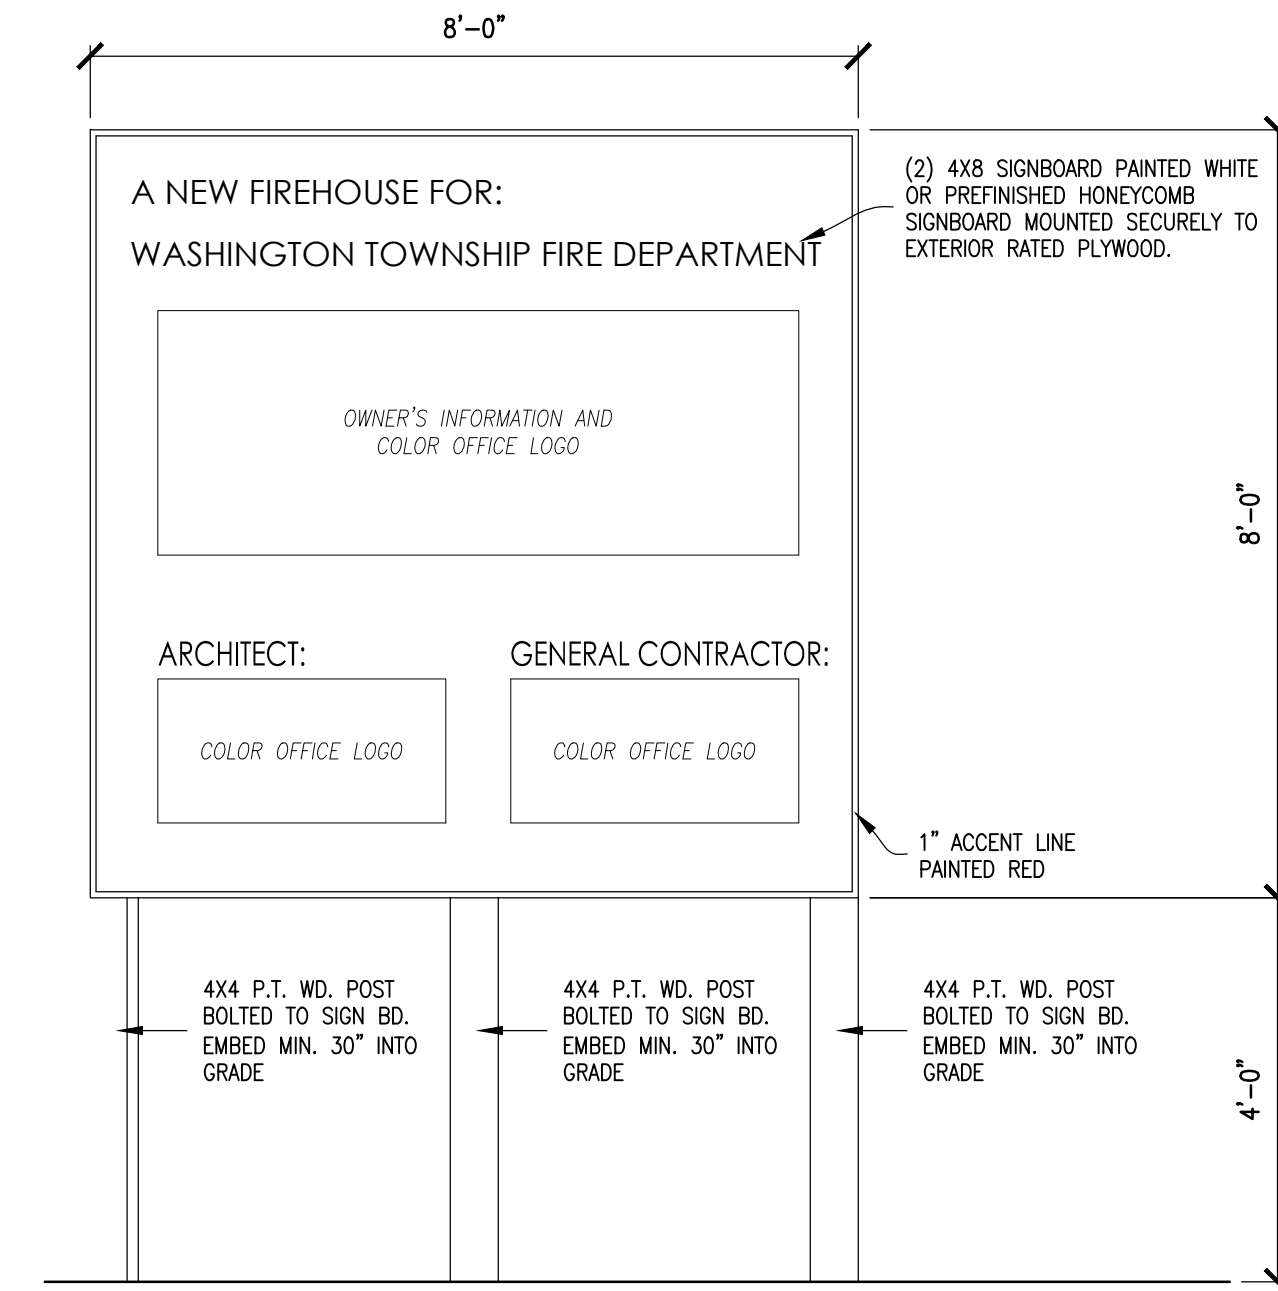 8'-0"
A NEW FIREHOUSE FOR:
WASHINGTON TOWNSHIP FIRE DEPARTMENT
(2) 4X8 SIGNBOARD PAINTED WHITE
OR PREFINISHED HONEYCOMB
SIGNBOARD MOUNTED SECURELY TO
EXTERIOR RATED PLYWOOD.
OWNER'S INFORMATION AND
COLOR OFFICE LOGO
8'-0"
ARCHITECT:
GENERAL CONTRACTOR:
COLOR OFFICE LOGO
COLOR OFFICE LOGO
1" ACCENT LINE
PAINTED RED
4X4 P.T. WD. POST
BOLTED TO SIGN BD.
EMBED MIN. 30" INTO
GRADE
4X4 P.T. WD. POST
BOLTED TO SIGN BD.
EMBED MIN. 30" INTO
GRADE
4X4 P.T. WD. POST
BOLTED TO SIGN BD.
EMBED MIN. 30" INTO
GRADE
4'-0"